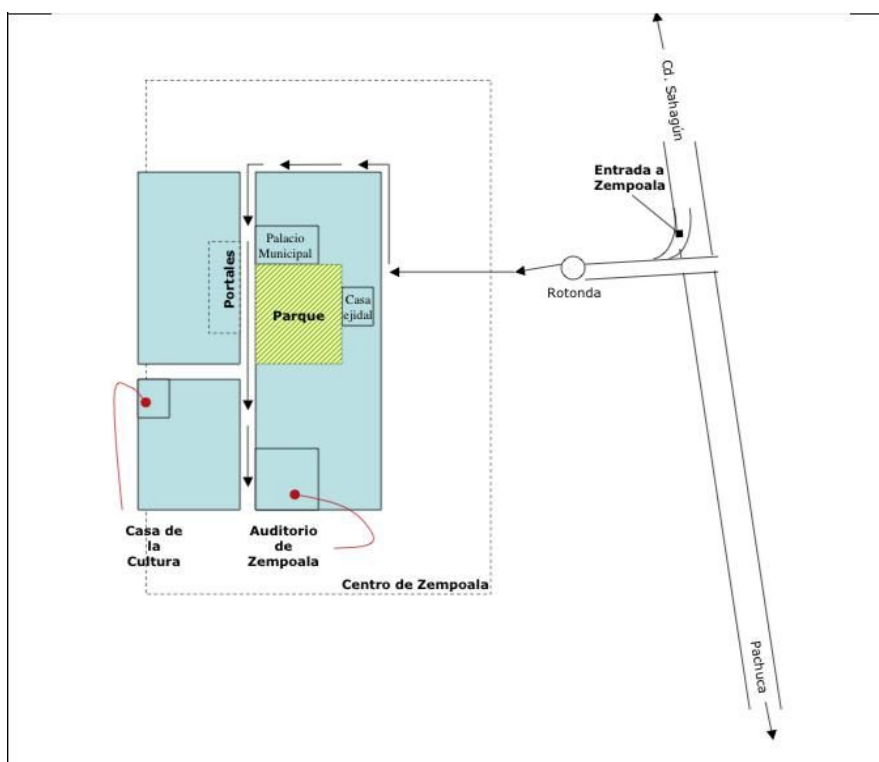 Cd. Sahagún
Entrada a
Zempoala
Palacio
Municipal
Portales
Parque
Casa
ejidal
Rotonda
Casa de
la
Cultura
Auditorio
de
Zempoala
Centro de Zempoala
Pachuca